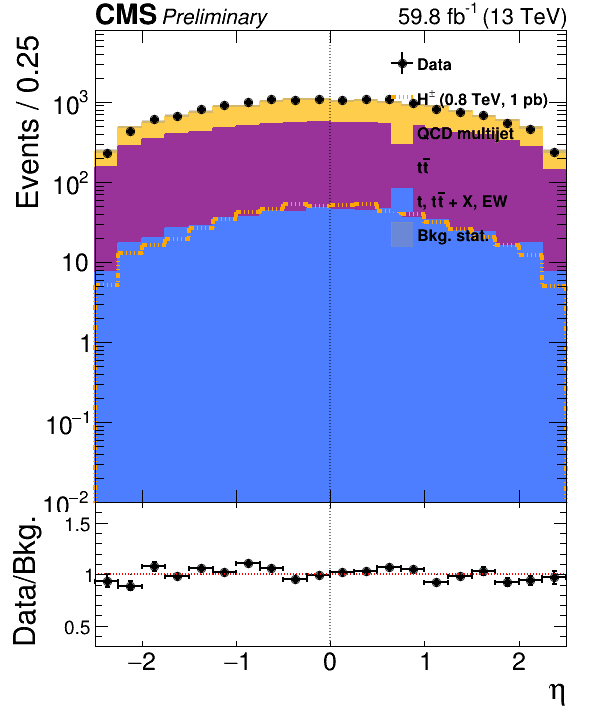 CMS Preliminary 59.8 fb⁻¹ (13 TeV)
Events / 0.25
10³
10²
10
1
10⁻¹
10⁻²
Data
H± (0.8 TeV, 1 pb)
QCD multijet
tt̄
t, tt̄ + X, EW
Bkg. stat.
Data/Bkg.
1.5
1
0.5
−2 −1 0 1 2
η